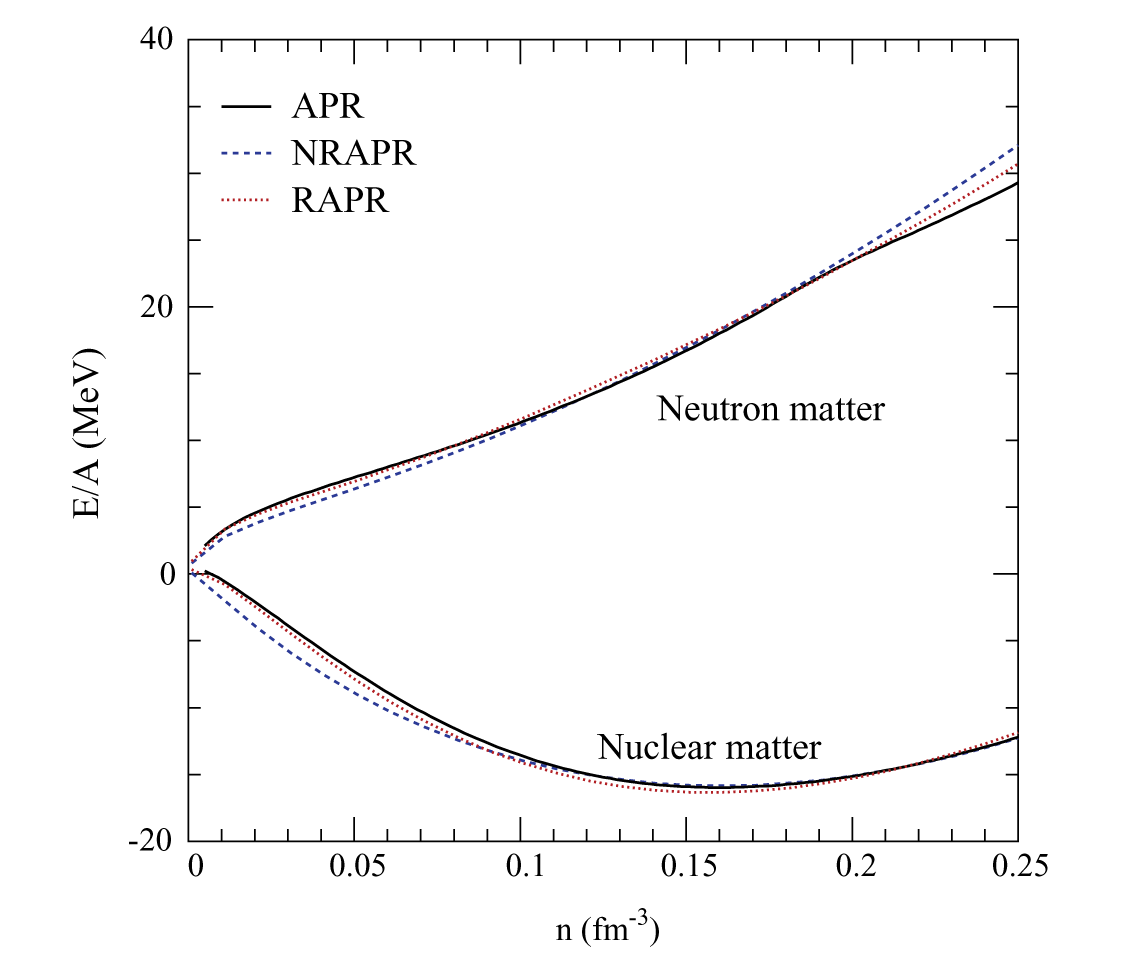 40
APR
NRAPR
RAPR
20
Neutron matter
E/A (MeV)
0
Nuclear matter
-20
0 0.05 0.1 0.15 0.2 0.25
n (fm⁻³)